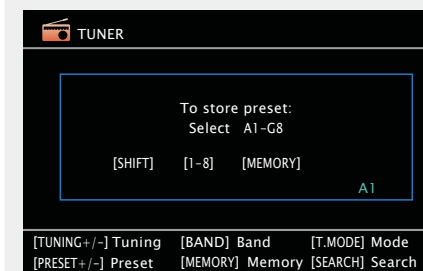 TUNER
To store preset:
Select A1-G8
[SHIFT] [1-8] [MEMORY]
A1
[TUNING+/-] Tuning [BAND] Band [T.MODE] Mode
[PRESET+/-] Preset [MEMORY] Memory [SEARCH] Search